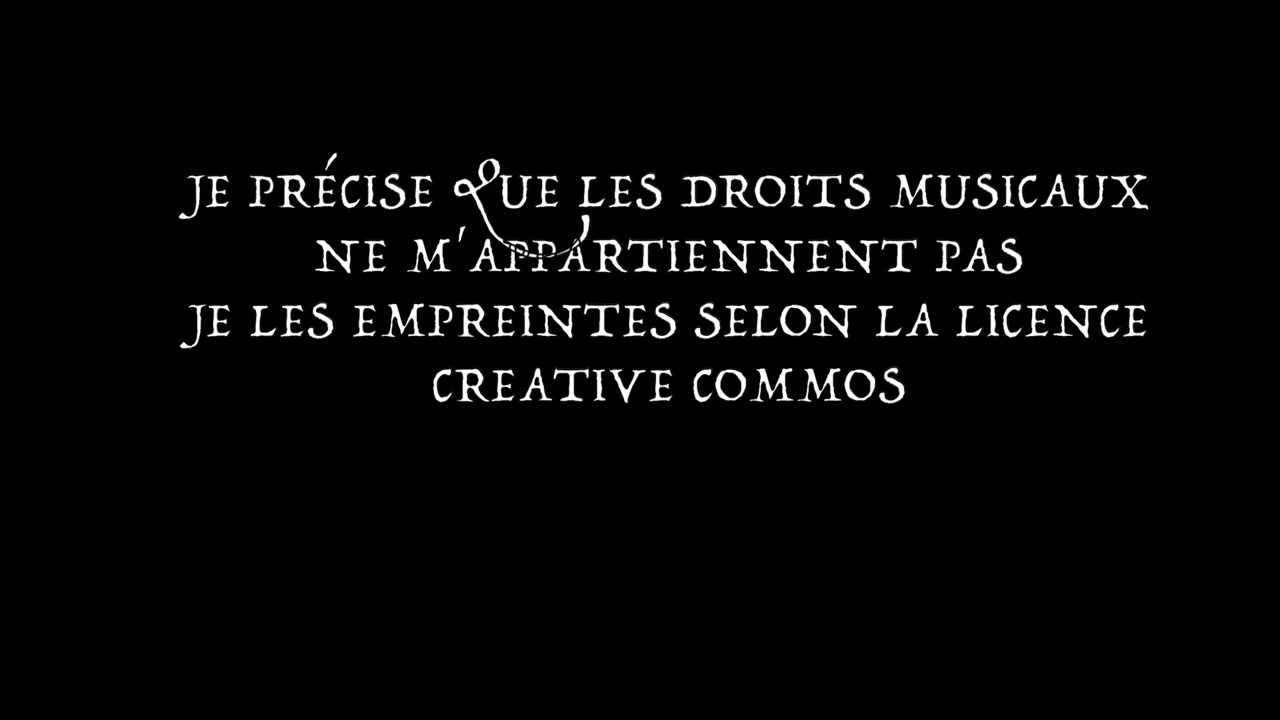 JE PRÉCISE QUE LES DROITS MUSICAUX
NE M'APPARTIENNENT PAS
JE LES EMPREINTES SELON LA LICENCE
CREATIVE COMMOS